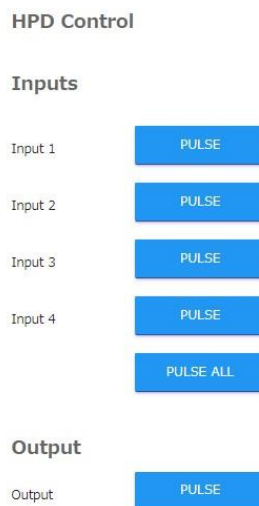 HPD Control
Inputs
Input 1 PULSE
Input 2 PULSE
Input 3 PULSE
Input 4 PULSE
PULSE ALL
Output
Output PULSE